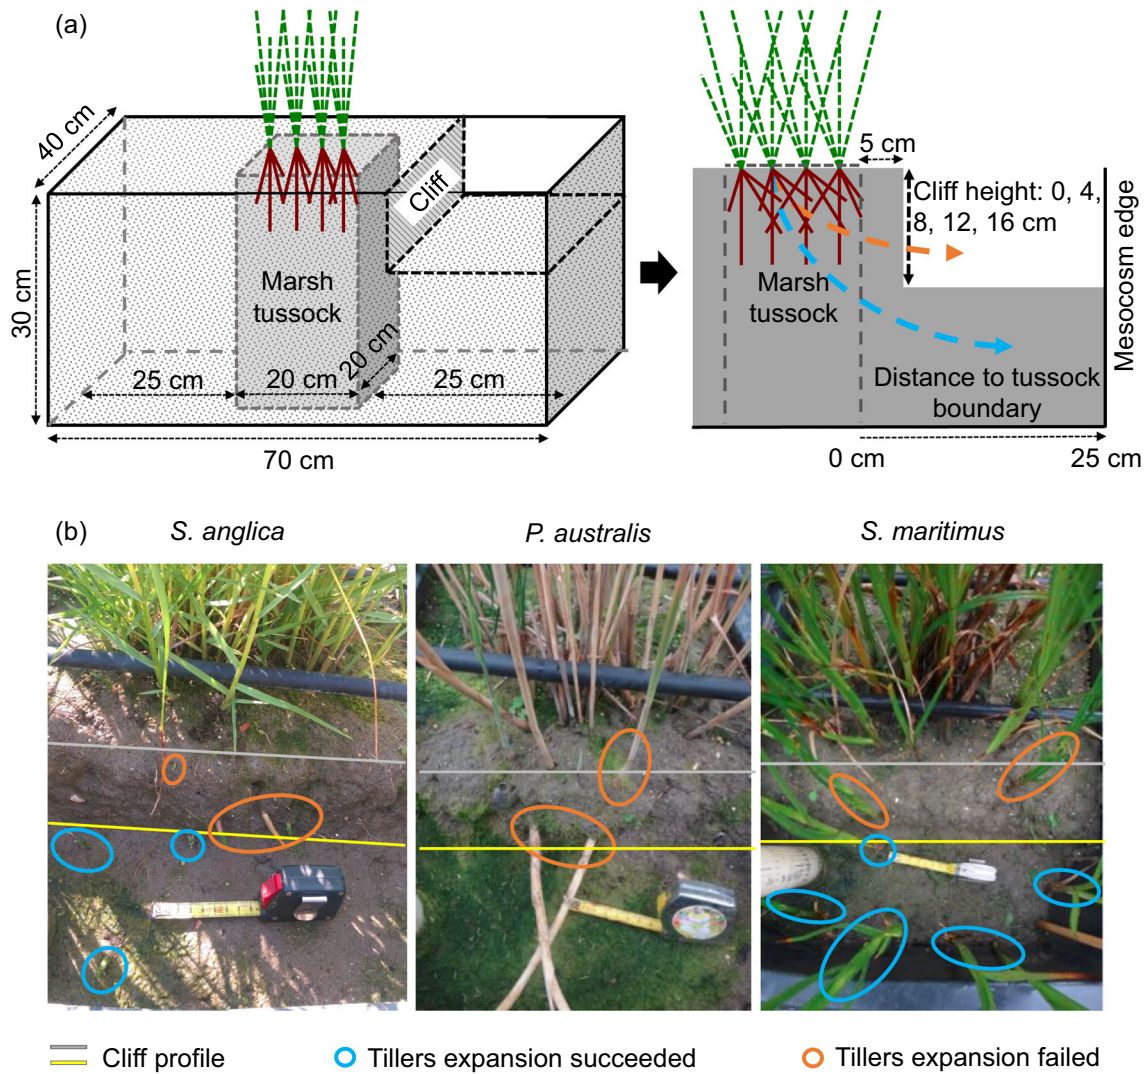 (a)
40 cm
30 cm
Cliff
Marsh
tussock
20 cm
25 cm
20 cm
25 cm
70 cm
5 cm
Cliff height: 0, 4,
8, 12, 16 cm
Marsh
tussock
Distance to tussock
boundary
Mesocosm edge
0 cm
25 cm
(b)
S. anglica
P. australis
S. maritimus
Cliff profile
Tillers expansion succeeded
Tillers expansion failed